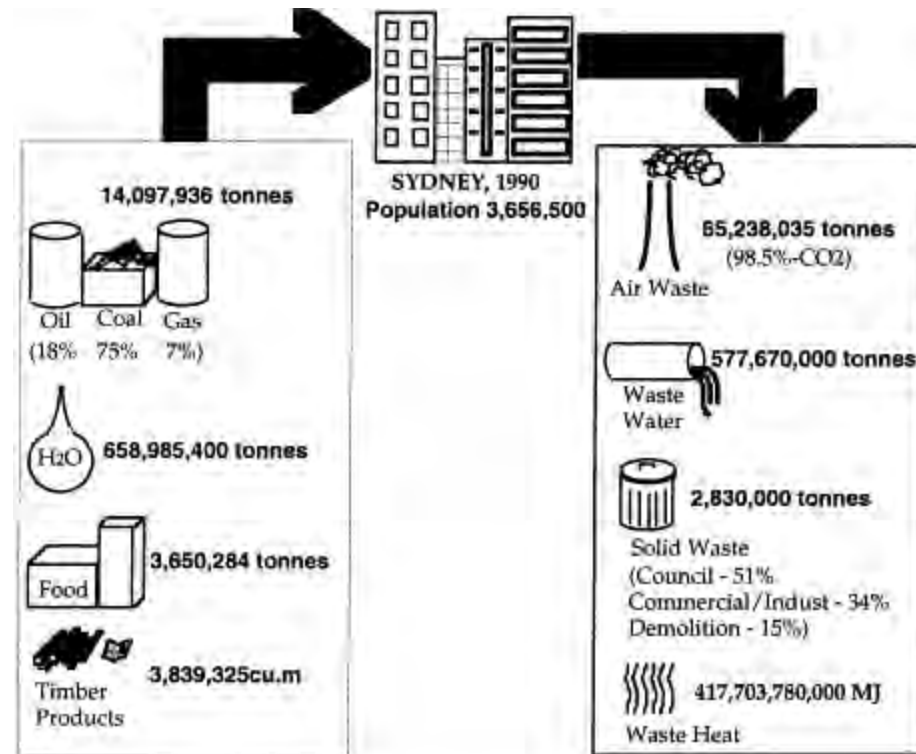 SYDNEY, 1990
Population 3,656,500
14,097,936 tonnes
Oil Coal Gas
(18% 75% 7%)
H2O 658,985,400 tonnes
Food 3,650,284 tonnes
3,839,325cu.m
Timber
Products
65,238,035 tonnes
(98.5%-CO2)
Air Waste
577,670,000 tonnes
Waste
Water
2,830,000 tonnes
Solid Waste
(Council - 51%
Commercial/Indust - 34%
Demolition - 15%)
417,703,780,000 MJ
Waste Heat